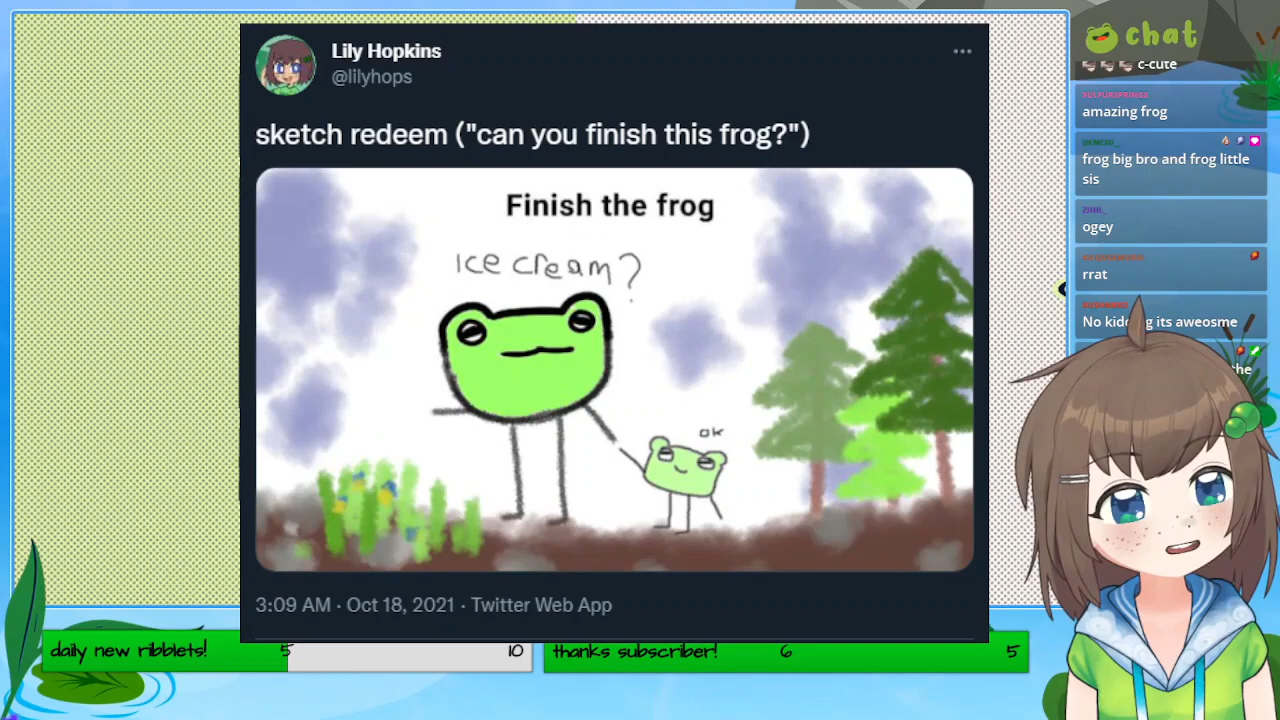 Lily Hopkins
@lilyhops
sketch redeem ("can you finish this frog?")
Finish the frog
Ice cream?
ok
3:09 AM · Oct 18, 2021 · Twitter Web App
chat
c-cute
SULFURSPRINGS
amazing frog
frog big bro and frog little
sis
ogey
rrat
its aweosme
the
daily new ribblets! 5 10
thanks subscriber! 6 5